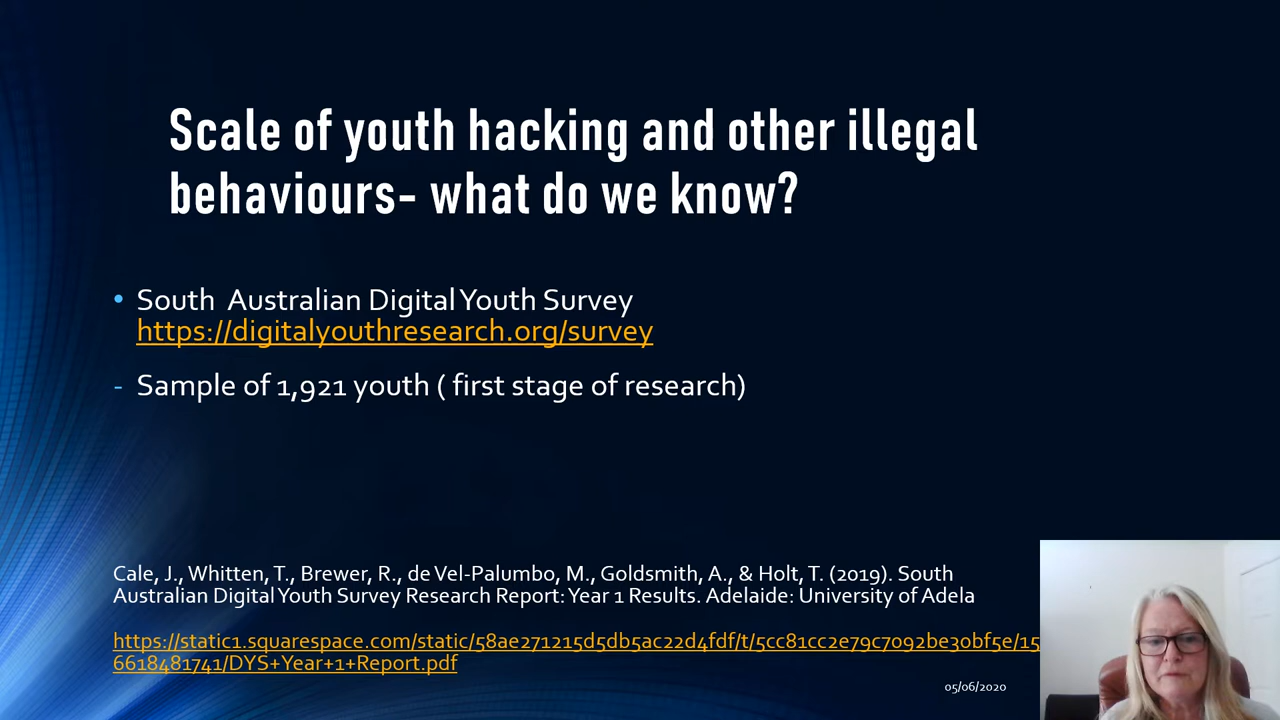 Scale of youth hacking and other illegal
behaviours- what do we know?
• South Australian Digital Youth Survey
https://digitalyouthresearch.org/survey
- Sample of 1,921 youth ( first stage of research)
Cale, J., Whitten, T., Brewer, R., de Vel-Palumbo, M., Goldsmith, A., & Holt, T. (2019). South
Australian Digital Youth Survey Research Report: Year 1 Results. Adelaide: University of Adela
https://static1.squarespace.com/static/58ae271215d5db5ac22d4fdf/t/5cc81cc2e79c7092be30bf5e/15
6618481741/DYS+Year+1+Report.pdf
05/06/2020